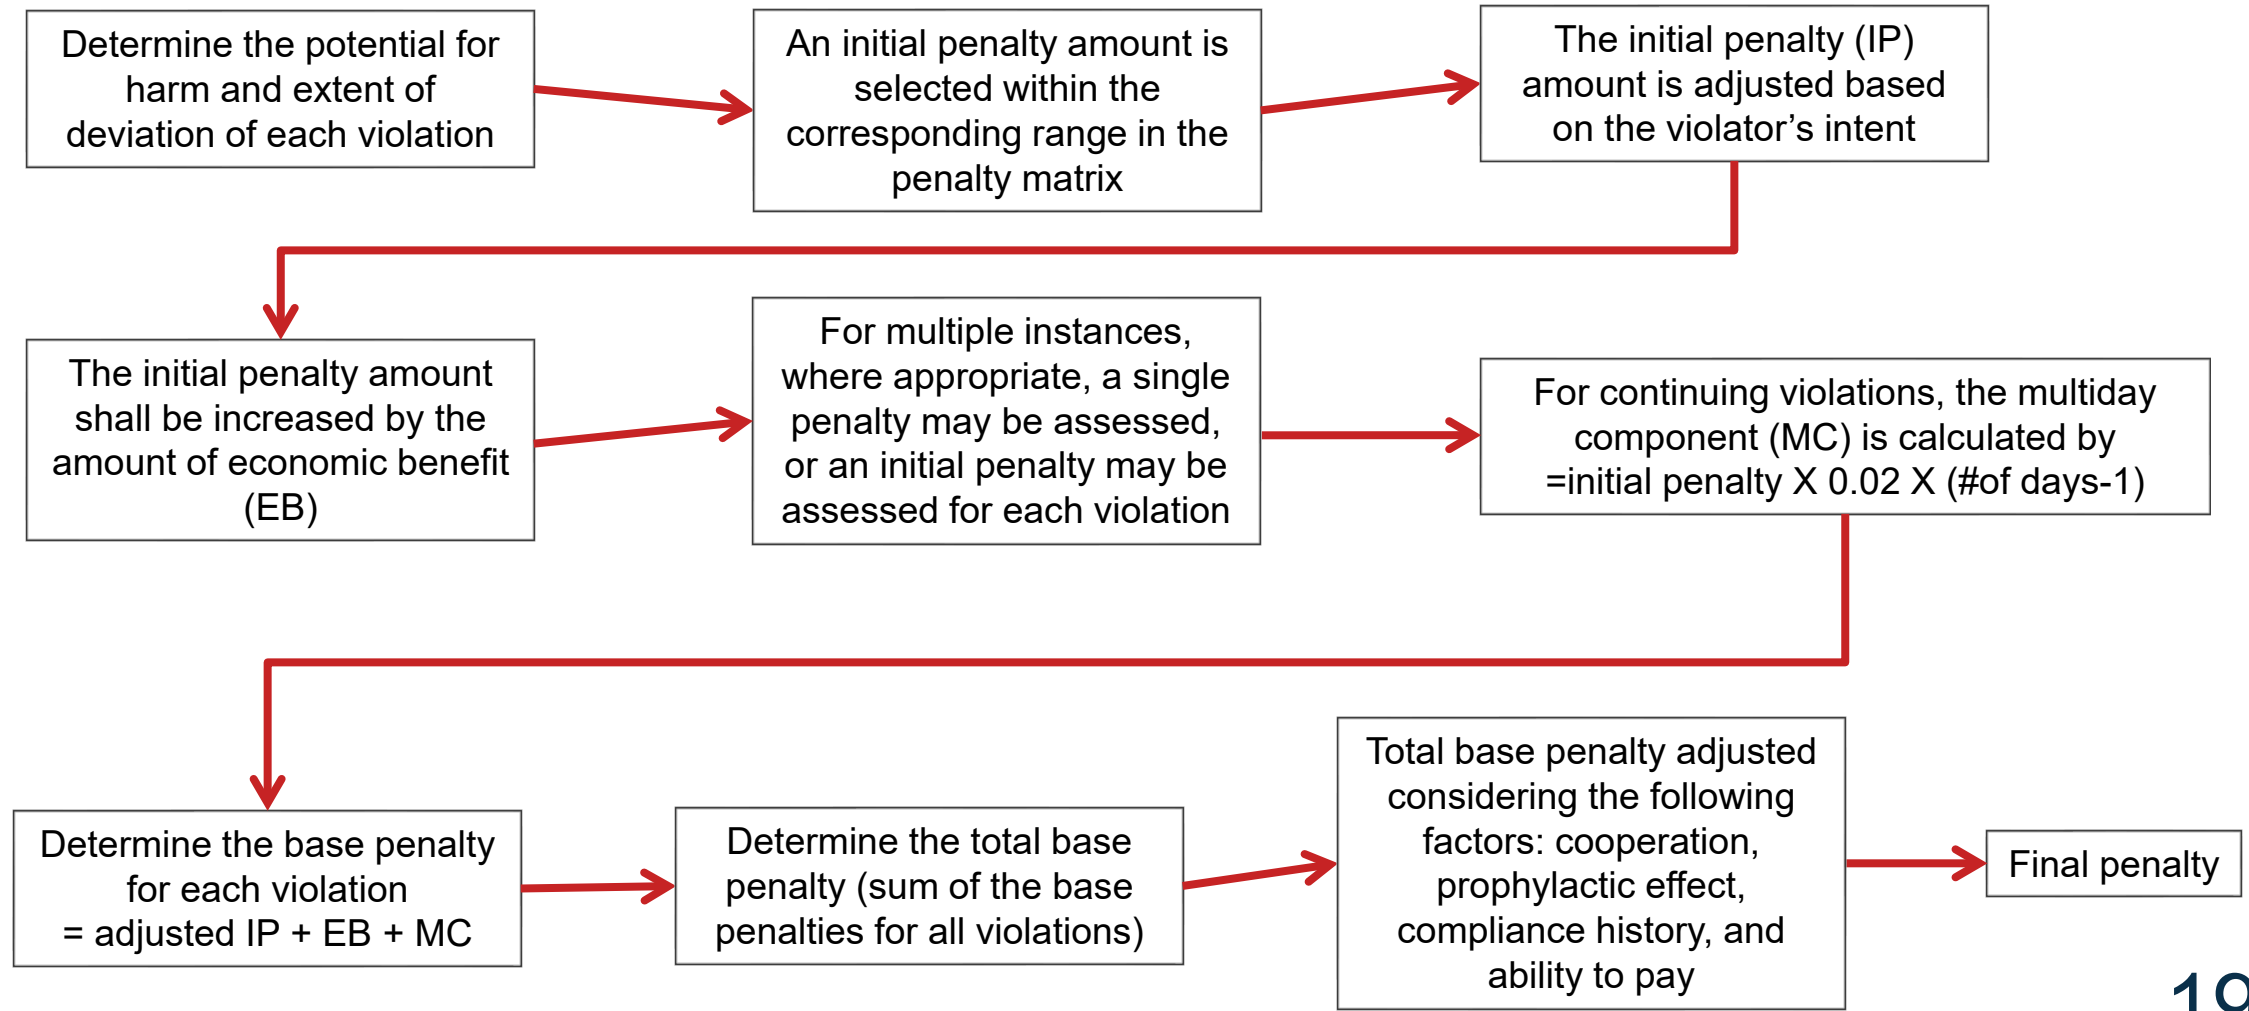 Determine the potential for
harm and extent of
deviation of each violation
An initial penalty amount is
selected within the
corresponding range in the
penalty matrix
The initial penalty (IP)
amount is adjusted based
on the violator’s intent
The initial penalty amount
shall be increased by the
amount of economic benefit
(EB)
For multiple instances,
where appropriate, a single
penalty may be assessed,
or an initial penalty may be
assessed for each violation
For continuing violations, the multiday
component (MC) is calculated by
=initial penalty X 0.02 X (#of days-1)
Determine the base penalty
for each violation
= adjusted IP + EB + MC
Determine the total base
penalty (sum of the base
penalties for all violations)
Total base penalty adjusted
considering the following
factors: cooperation,
prophylactic effect,
compliance history, and
ability to pay
Final penalty